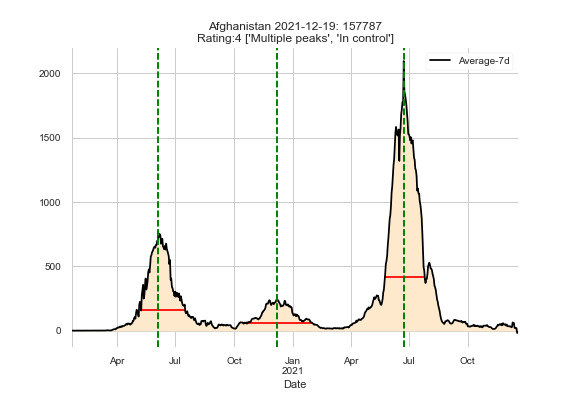 Afghanistan 2021-12-19: 157787
Rating:4 ['Multiple peaks', 'In control']
Average-7d
2000
1500
1000
500
0
Apr Jul Oct Jan Apr Jul Oct
2021
Date